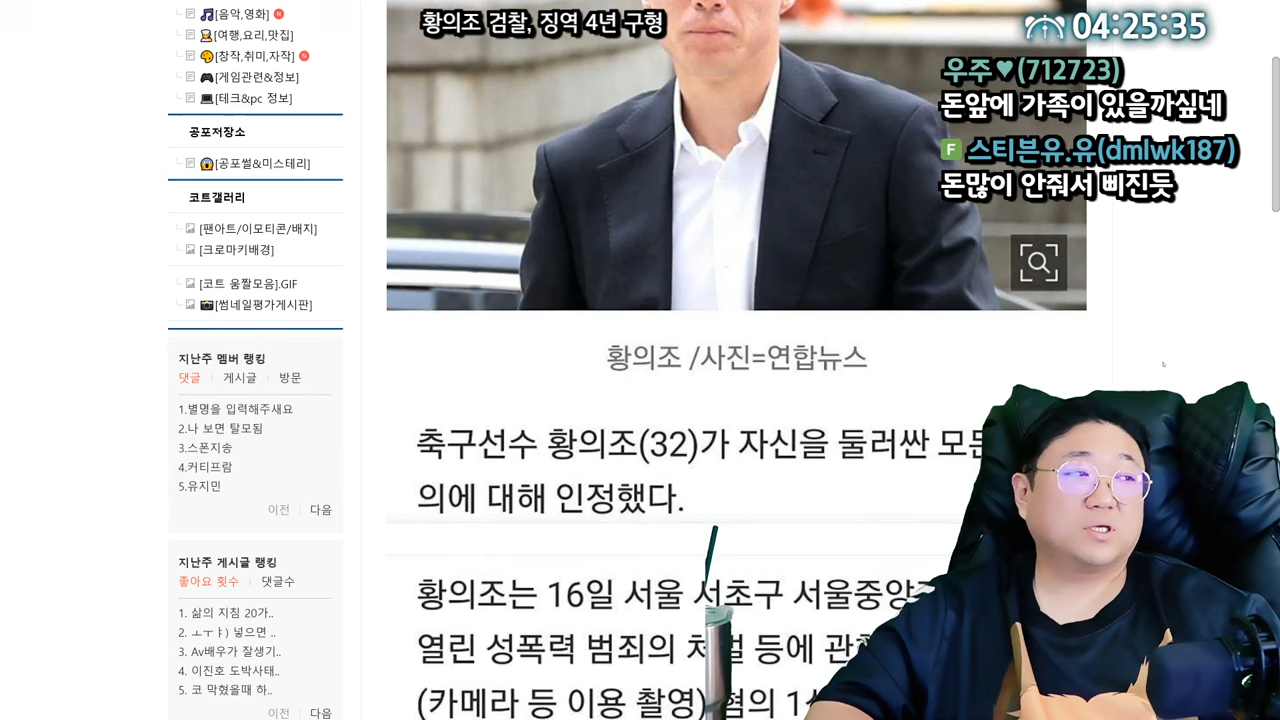 [음악,영화] N
[여행,요리,맛집]
[창작,취미,자작] N
[게임관련&정보]
[테크&pc 정보]
공포저장소
[공포썰&미스테리]
코트갤러리
[팬아트/이모티콘/배지]
[크로마키배경]
[코트 움짤모음].GIF
[썸네일평가게시판]
지난주 멤버 랭킹
댓글 게시글 방문
1.별명을 입력해주새요
2.나 보면 탈모됨
3.스폰지송
4.커티프람
5.유지민
이전 다음
지난주 게시글 랭킹
좋아요 횟수 댓글수
1. 삶의 지침 20가..
2. ㅗㅜㅑ) 넣으면 ..
3. Av배우가 잘생기..
4. 이진호 도박사태..
5. 코 막혔을때 하..
이전 다음
황의조 검찰, 징역 4년 구형
04:25:35
우주♥(712723)
돈앞에 가족이 있을까싶네
F 스티븐유.유(dmlwk187)
돈많이 안줘서 삐진듯
황의조 /사진=연합뉴스
축구선수 황의조(32)가 자신을 둘러싼
의에 대해 인정했다.
황의조는 16일 서울 서초구 서울중앙
열린 성폭력 범죄의 처벌 등에 관
(카메라 등 이용 촬영) 혐의 1